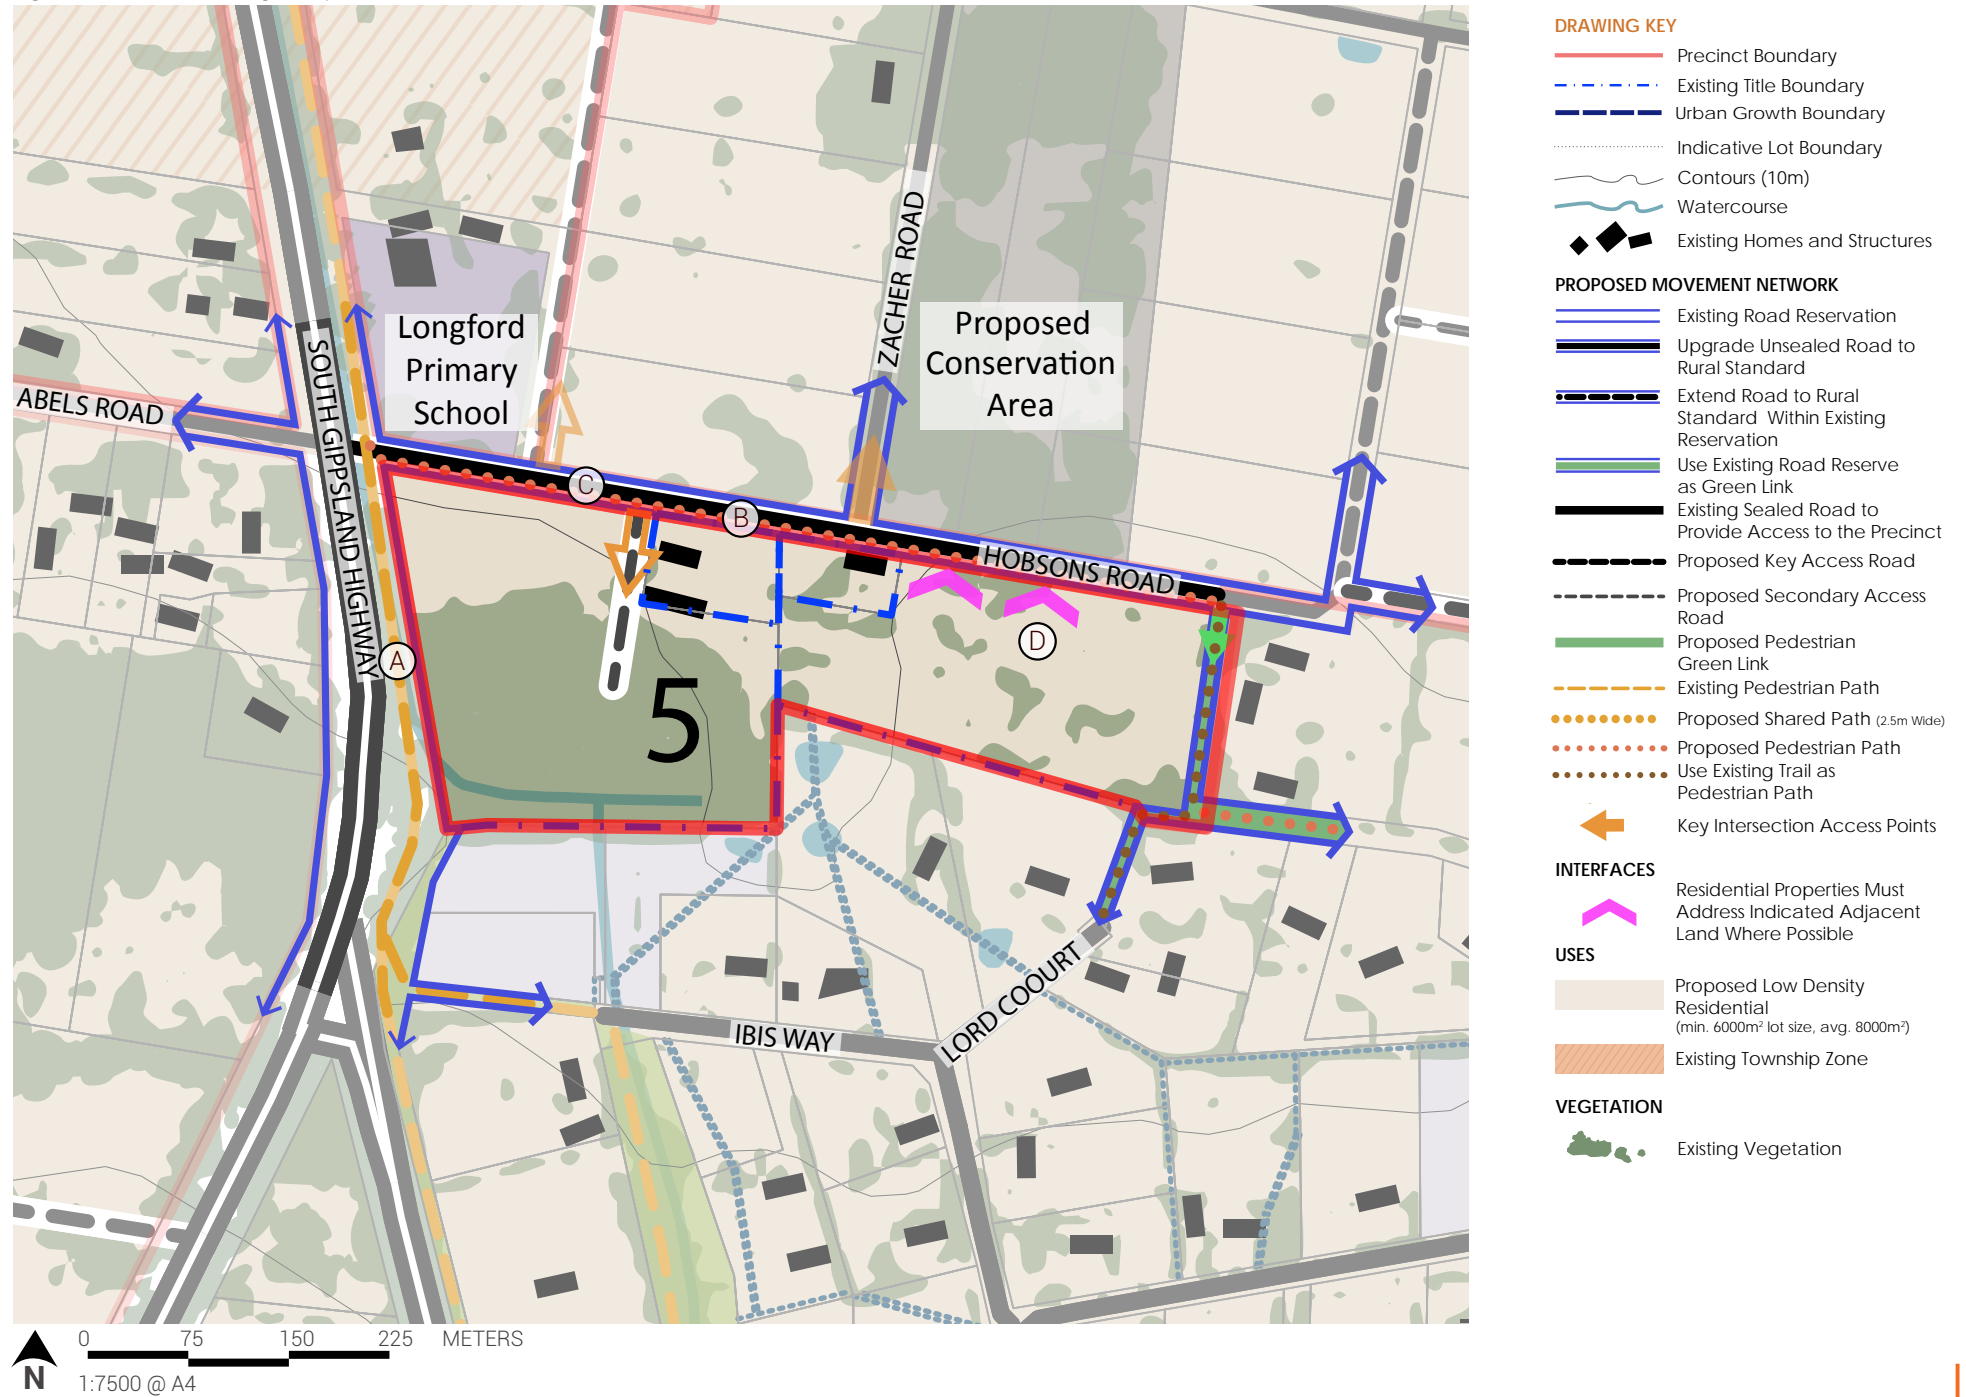 ABELS ROAD
SOUTH GIPPSLAND HIGHWAY
Longford
Primary
School
ZACHER ROAD
Proposed
Conservation
Area
C
B
HOBSONS ROAD
A
D
5
LORD COOURT
IBIS WAY
0 75 150 225 METERS
N
1:7500 @ A4
DRAWING KEY
Precinct Boundary
Existing Title Boundary
Urban Growth Boundary
Indicative Lot Boundary
Contours (10m)
Watercourse
Existing Homes and Structures
PROPOSED MOVEMENT NETWORK
Existing Road Reservation
Upgrade Unsealed Road to
Rural Standard
Extend Road to Rural
Standard Within Existing
Reservation
Use Existing Road Reserve
as Green Link
Existing Sealed Road to
Provide Access to the Precinct
Proposed Key Access Road
Proposed Secondary Access
Road
Proposed Pedestrian
Green Link
Existing Pedestrian Path
Proposed Shared Path (2.5m Wide)
Proposed Pedestrian Path
Use Existing Trail as
Pedestrian Path
Key Intersection Access Points
INTERFACES
Residential Properties Must
Address Indicated Adjacent
Land Where Possible
USES
Proposed Low Density
Residential
(min. 6000m² lot size, avg. 8000m²)
Existing Township Zone
VEGETATION
Existing Vegetation